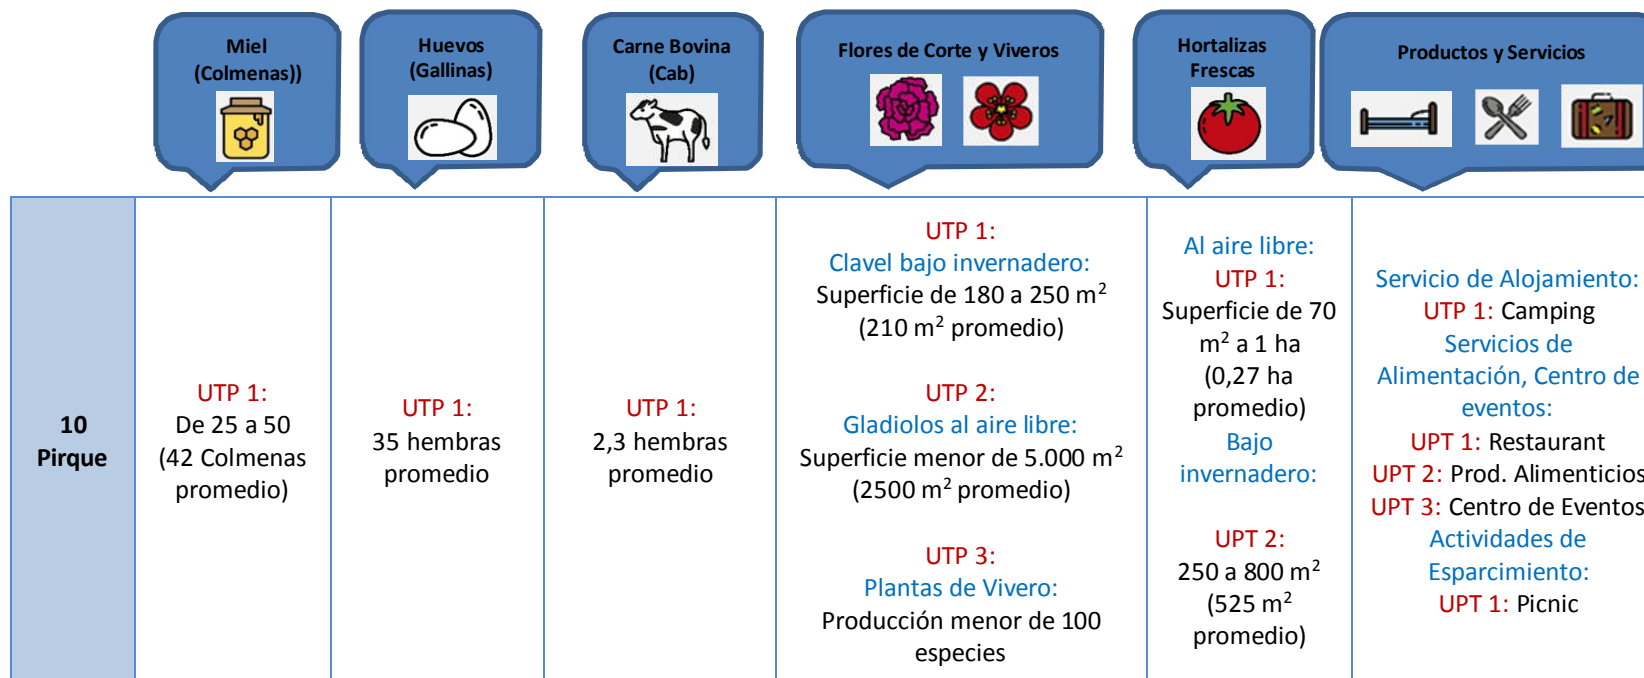 Miel
(Colmenas))
Huevos
(Gallinas)
Carne Bovina
(Cab)
Flores de Corte y Viveros
Hortalizas
Frescas
Productos y Servicios
10
Pirque
UTP 1:
De 25 a 50
(42 Colmenas
promedio)
UTP 1:
35 hembras
promedio
UTP 1:
2,3 hembras
promedio
UTP 1:
Clavel bajo invernadero:
Superficie de 180 a 250 m²
(210 m² promedio)
UTP 2:
Gladiolos al aire libre:
Superficie menor de 5.000 m²
(2500 m² promedio)
UTP 3:
Plantas de Vivero:
Producción menor de 100
especies
Al aire libre:
UTP 1:
Superficie de 70
m² a 1 ha
(0,27 ha
promedio)
Bajo
invernadero:
UPT 2:
250 a 800 m²
(525 m²
promedio)
Servicio de Alojamiento:
UTP 1: Camping
Servicios de
Alimentación, Centro de
eventos:
UPT 1: Restaurant
UPT 2: Prod. Alimenticios
UPT 3: Centro de Eventos
Actividades de
Esparcimiento:
UPT 1: Picnic